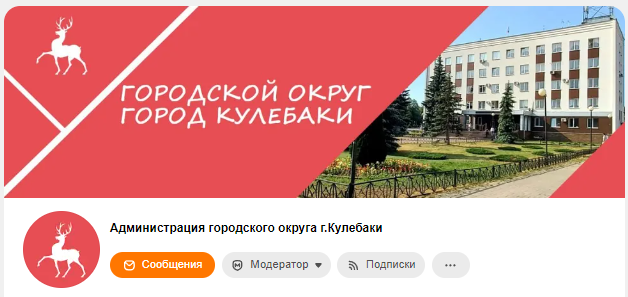 ГОРОДСКОЙ ОКРУГ
ГОРОД КУЛЕБАКИ
Администрация городского округа г.Кулебаки
Сообщения
Модератор
Подписки